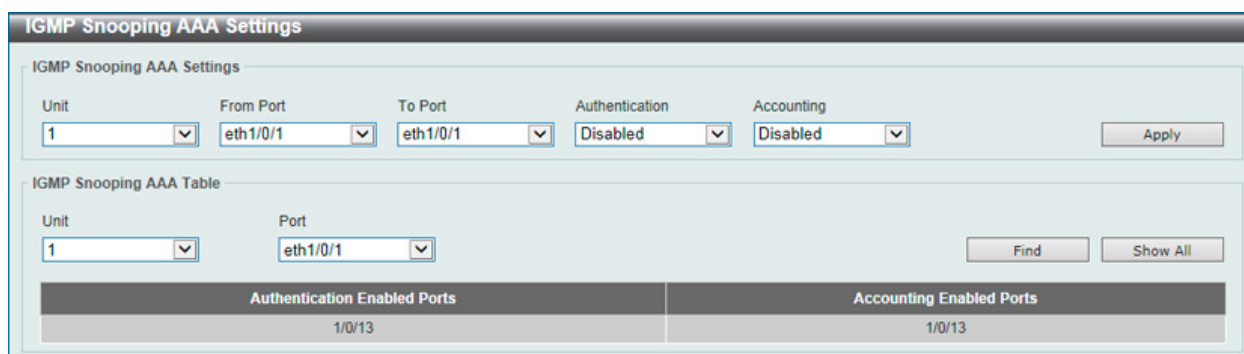 IGMP Snooping AAA Settings
IGMP Snooping AAA Settings
Unit From Port To Port Authentication Accounting
1 eth1/0/1 eth1/0/1 Disabled Disabled Apply
IGMP Snooping AAA Table
Unit Port
1 eth1/0/1 Find Show All
Authentication Enabled Ports Accounting Enabled Ports
1/0/13 1/0/13